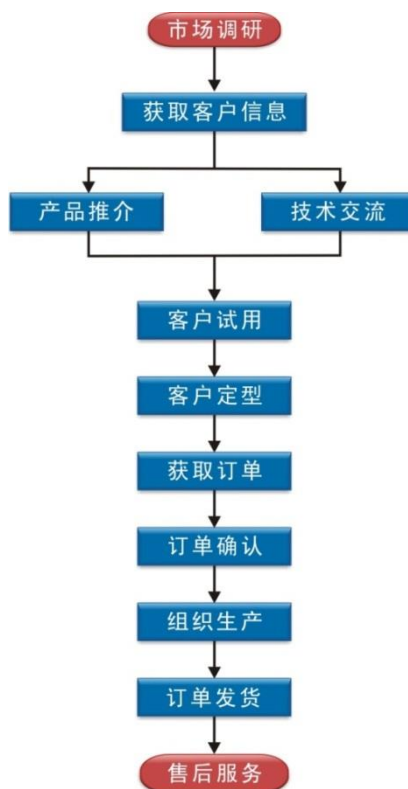 市场调研
获取客户信息
产品推介
技术交流
客户试用
客户定型
获取订单
订单确认
组织生产
订单发货
售后服务